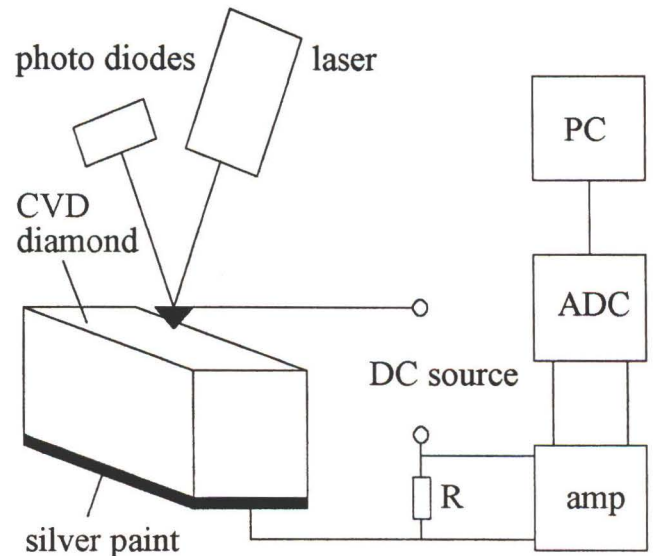 photo diodes
laser
PC
CVD
diamond
ADC
DC source
R
amp
silver paint